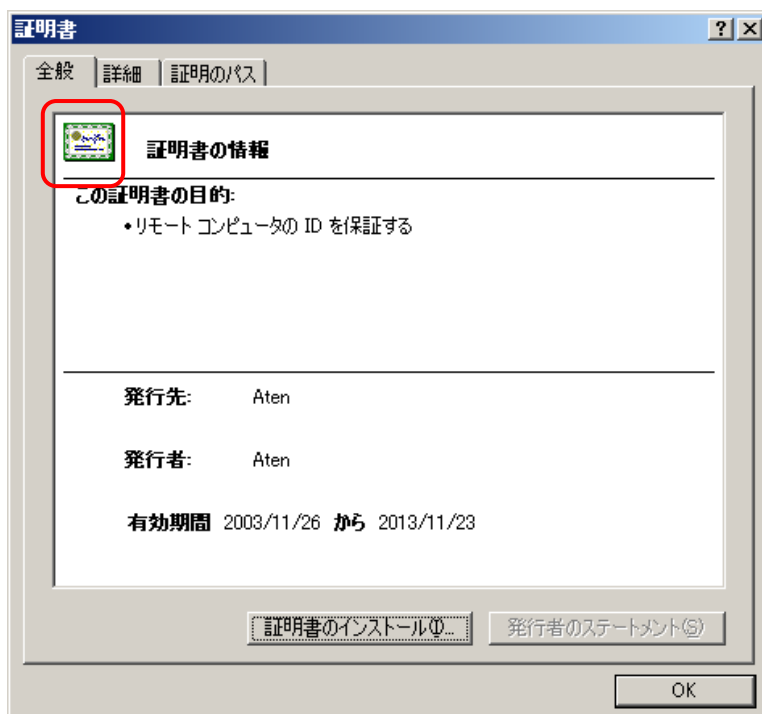 証明書
全般 詳細 証明のパス
証明書の情報
この証明書の目的:
•リモート コンピュータの ID を保証する
発行先: Aten
発行者: Aten
有効期間 2003/11/26 から 2013/11/23
証明書のインストール(I)... 発行者のステートメント(S)
OK